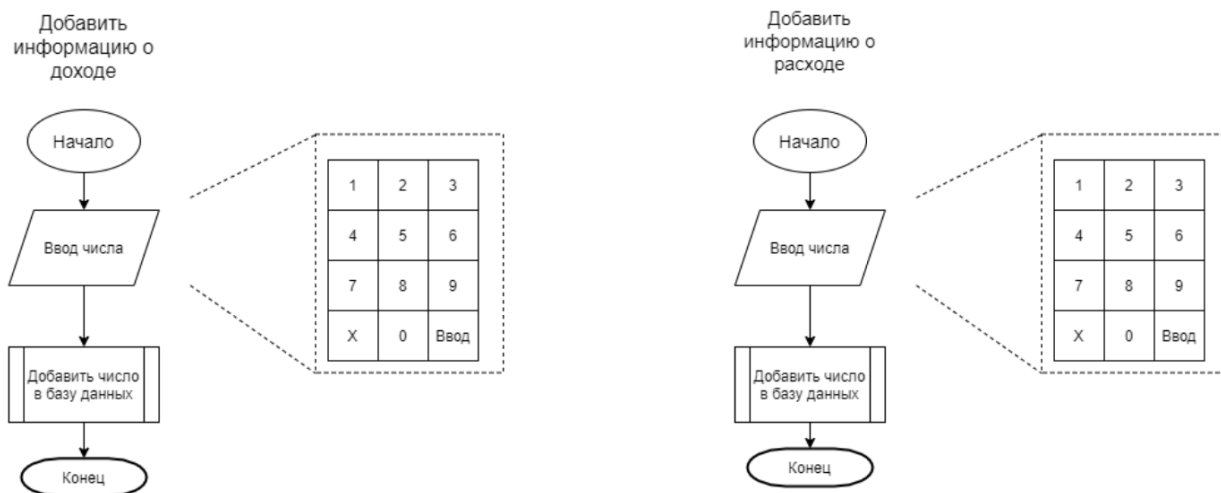 Добавить
информацию о
доходе
Начало
Ввод числа
Добавить число
в базу данных
Конец
1 2 3
4 5 6
7 8 9
X 0 Ввод
Добавить
информацию о
расходе
Начало
Ввод числа
Добавить число
в базу данных
Конец
1 2 3
4 5 6
7 8 9
X 0 Ввод